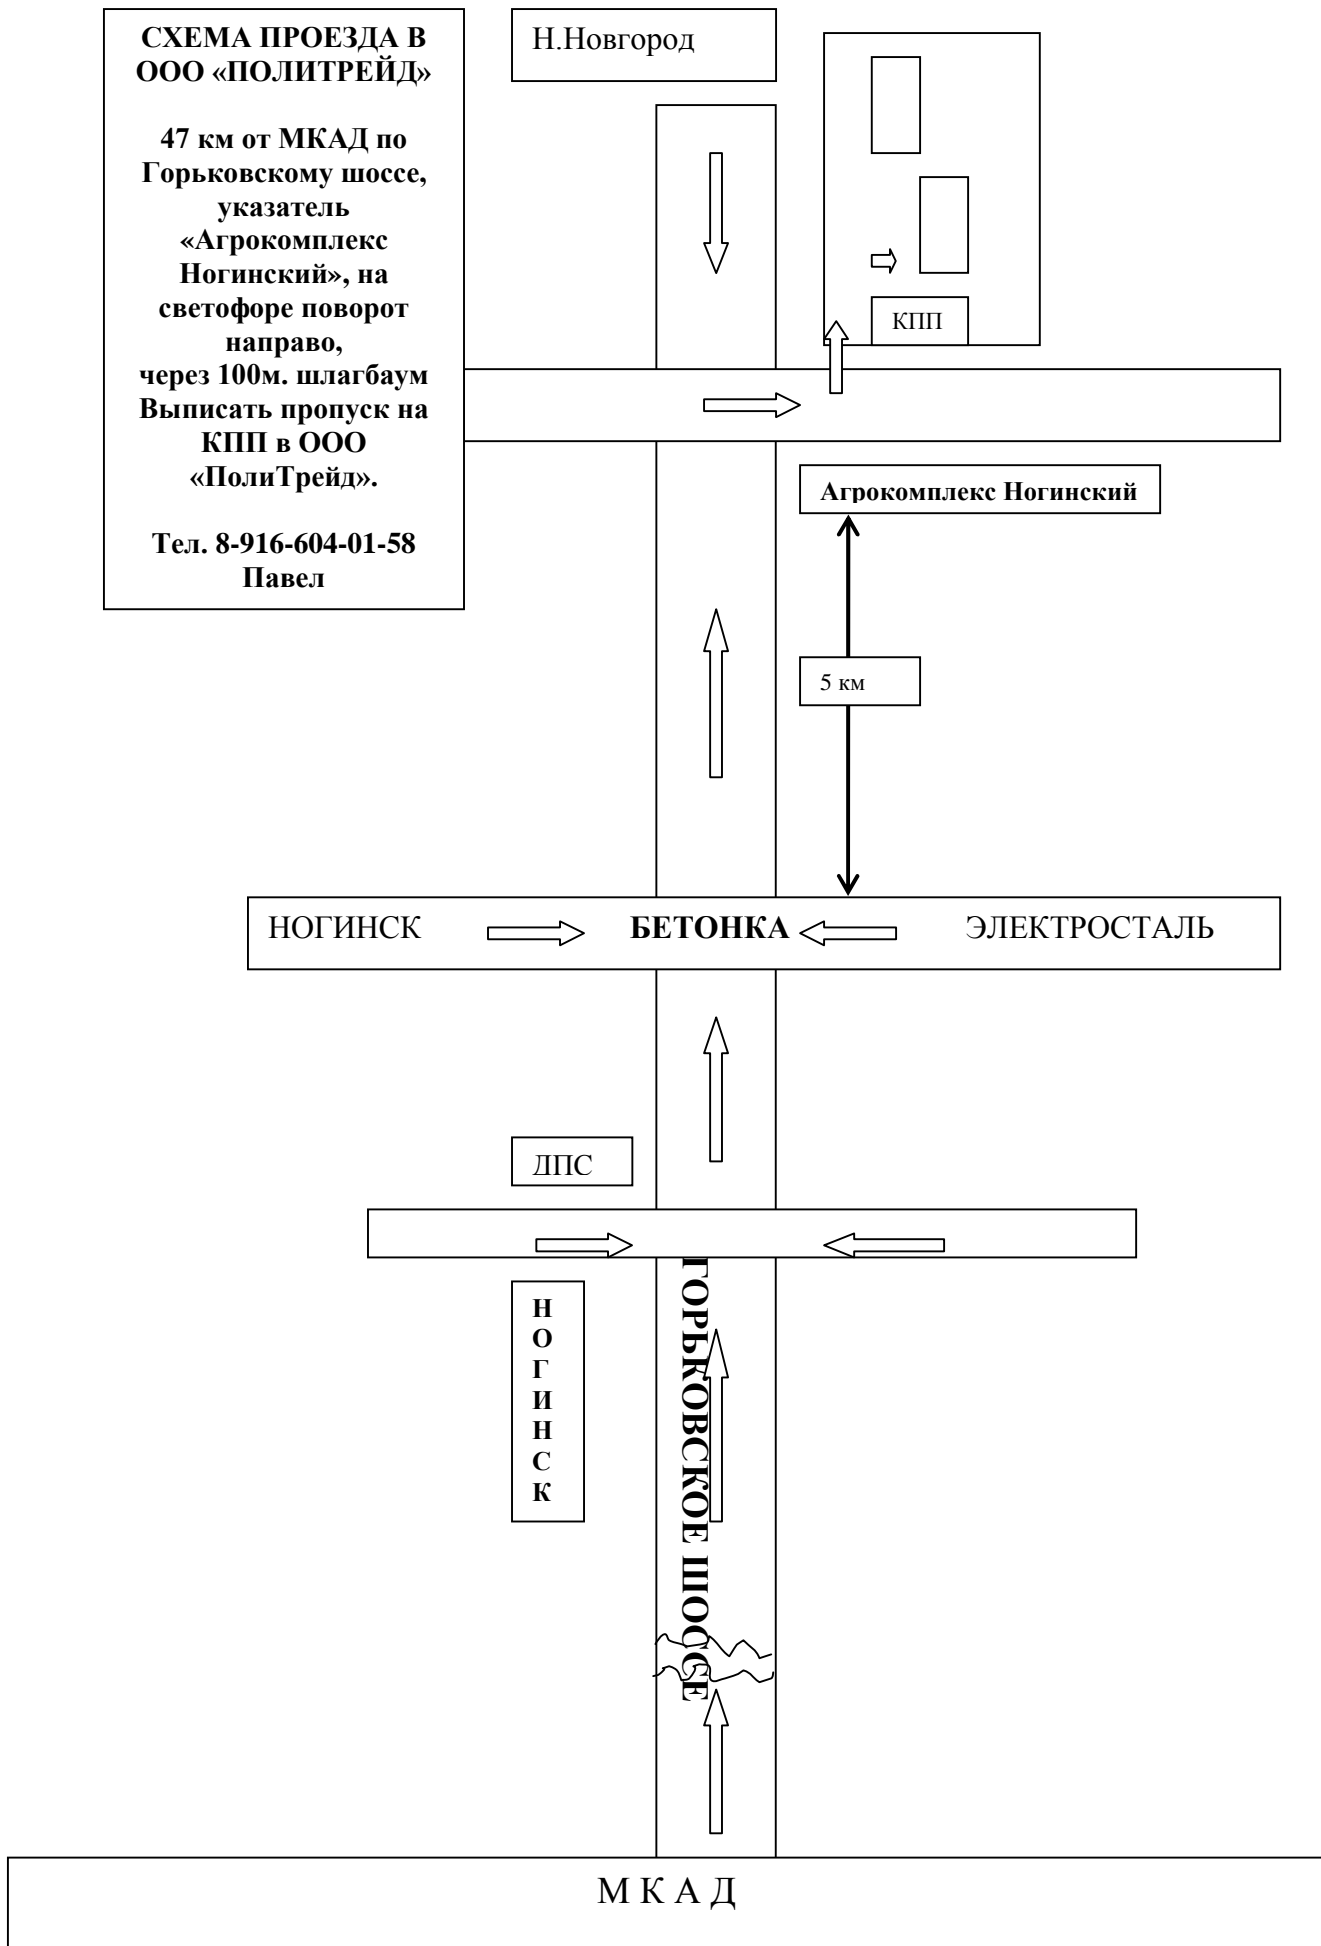 СХЕМА ПРОЕЗДА В
ООО «ПОЛИТРЕЙД»
47 км от МКАД по
Горьковскому шоссе,
указатель
«Агрокомплекс
Ногинский», на
светофоре поворот
направо,
через 100м. шлагбаум
Выписать пропуск на
КПП в ООО
«ПолиТрейд».
Тел. 8-916-604-01-58
Павел
Н.Новгород
КПП
Агрокомплекс Ногинский
5 км
НОГИНСК
БЕТОНКА
ЭЛЕКТРОСТАЛЬ
ДПС
НОГИНСК
ГОРЬКОВСКОЕ ШОССЕ
М К А Д